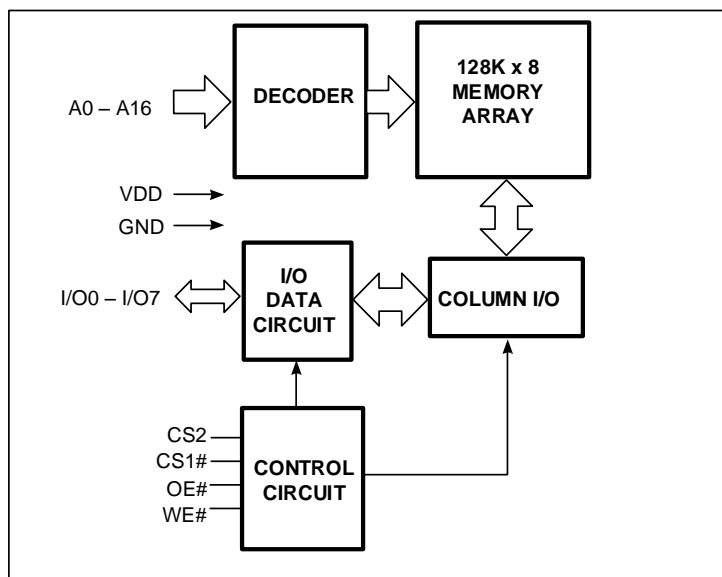 A0 – A16
DECODER
128K x 8
MEMORY
ARRAY
VDD
GND
I/O0 – I/O7
I/O
DATA
CIRCUIT
COLUMN I/O
CS2
CS1#
OE#
WE#
CONTROL
CIRCUIT